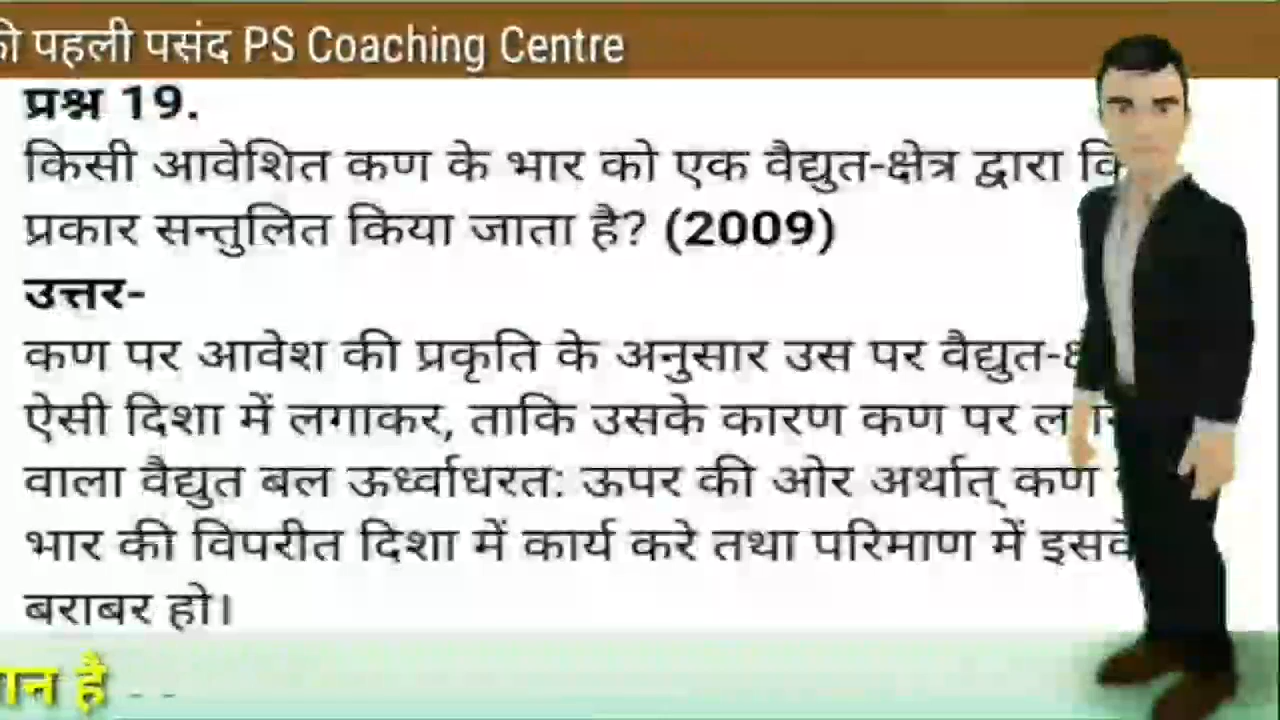 पहली पसंद PS Coaching Centre
प्रश्न 19.
किसी आवेशित कण के भार को एक वैद्युत-क्षेत्र द्वारा
प्रकार सन्तुलित किया जाता है? (2009)
उत्तर-
कण पर आवेश की प्रकृति के अनुसार उस पर
ऐसी दिशा में लगाकर, ताकि उसके कारण कण पर
वाला वैद्युत बल ऊर्ध्वाधरत: ऊपर की ओर अर्थात् कण
भार की विपरीत दिशा में कार्य करे तथा परिमाण में
बराबर हो।
है - -